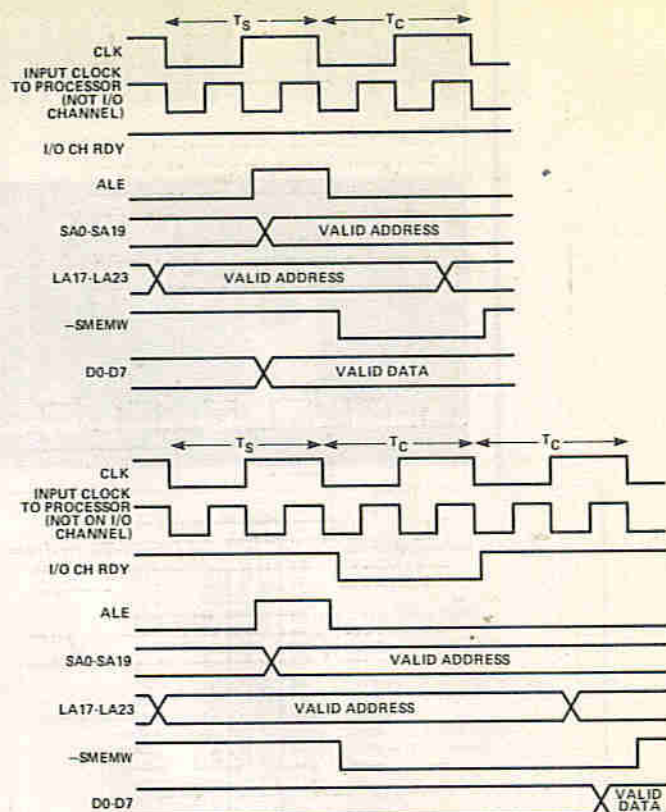 TS TC
CLK
INPUT CLOCK
TO PROCESSOR
(NOT I/O
CHANNEL)
I/O CH RDY
ALE
SA0-SA19 VALID ADDRESS
LA17-LA23 VALID ADDRESS
–SMEMW
D0-D7 VALID DATA
TS TC TC
CLK
INPUT CLOCK
TO PROCESSOR
(NOT ON I/O
CHANNEL)
I/O CH RDY
ALE
SA0-SA19 VALID ADDRESS
LA17-LA23 VALID ADDRESS
–SMEMW
D0-D7 VALID
DATA